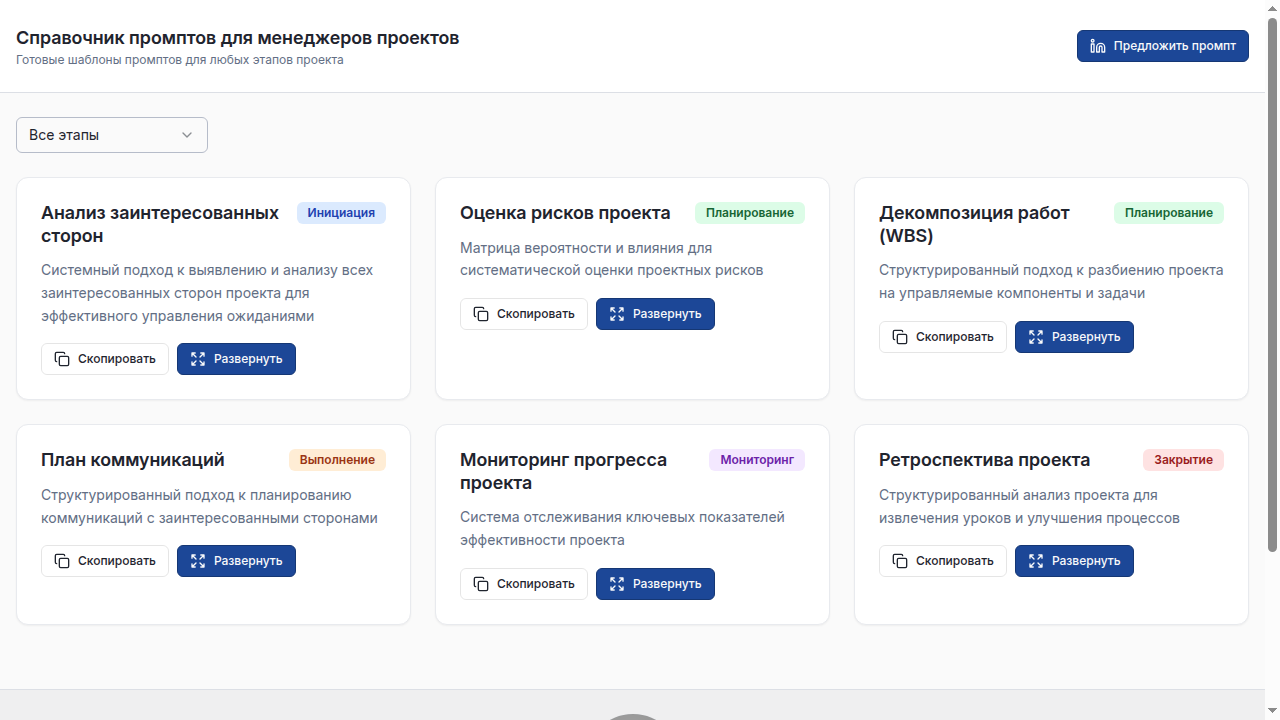 Справочник промптов для менеджеров проектов
Готовые шаблоны промптов для любых этапов проекта
Предложить промпт
Все этапы
Анализ заинтересованных
сторон
Инициация
Системный подход к выявлению и анализу всех
заинтересованных сторон проекта для
эффективного управления ожиданиями
Скопировать
Развернуть
Оценка рисков проекта
Планирование
Матрица вероятности и влияния для
систематической оценки проектных рисков
Скопировать
Развернуть
Декомпозиция работ
(WBS)
Планирование
Структурированный подход к разбиению проекта
на управляемые компоненты и задачи
Скопировать
Развернуть
План коммуникаций
Выполнение
Структурированный подход к планированию
коммуникаций с заинтересованными сторонами
Скопировать
Развернуть
Мониторинг прогресса
проекта
Мониторинг
Система отслеживания ключевых показателей
эффективности проекта
Скопировать
Развернуть
Ретроспектива проекта
Закрытие
Структурированный анализ проекта для
извлечения уроков и улучшения процессов
Скопировать
Развернуть